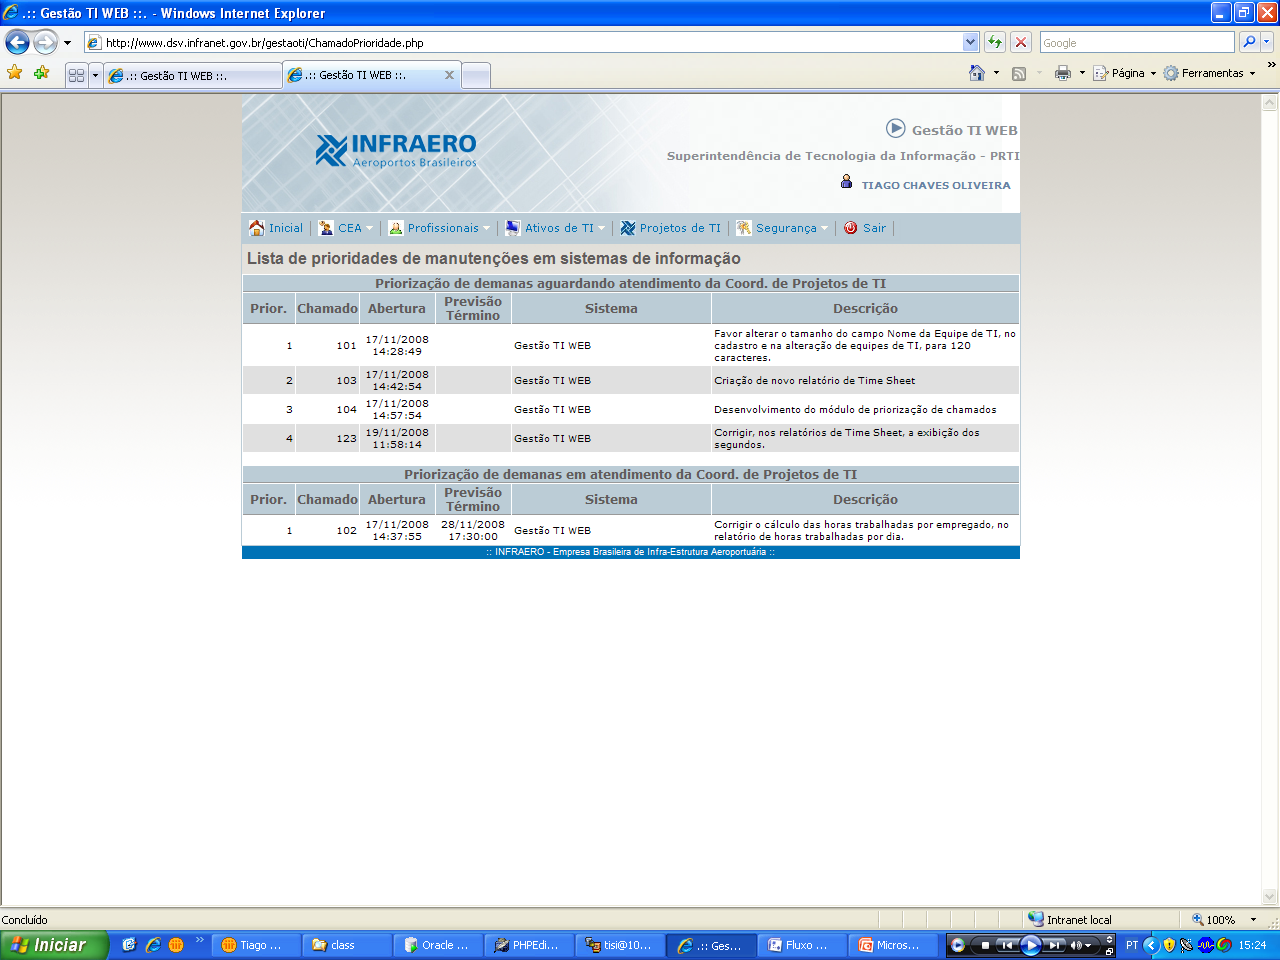 .:: Gestão TI WEB ::. - Windows Internet Explorer
http://www.dsv.infranet.gov.br/gestaoti/ChamadoPrioridade.php
Google
.:: Gestão TI WEB ::.
.:: Gestão TI WEB ::.
Página
Ferramentas
INFRAERO
Aeroportos Brasileiros
Gestão TI WEB
Superintendência de Tecnologia da Informação - PRTI
TIAGO CHAVES OLIVEIRA
Inicial | CEA | Profissionais | Ativos de TI | Projetos de TI | Segurança | Sair |
Lista de prioridades de manutenções em sistemas de informação
Priorização de demanas aguardando atendimento da Coord. de Projetos de TI
Prior. Chamado Abertura Previsão Término Sistema Descrição
1 101 17/11/2008 14:28:49 Gestão TI WEB Favor alterar o tamanho do campo Nome da Equipe de TI, no
cadastro e na alteração de equipes de TI, para 120
caracteres.
2 103 17/11/2008 14:42:54 Gestão TI WEB Criação de novo relatório de Time Sheet
3 104 17/11/2008 14:57:54 Gestão TI WEB Desenvolvimento do módulo de priorização de chamados
4 123 19/11/2008 11:58:14 Gestão TI WEB Corrigir, nos relatórios de Time Sheet, a exibição dos
segundos.
Priorização de demanas em atendimento da Coord. de Projetos de TI
Prior. Chamado Abertura Previsão Término Sistema Descrição
1 102 17/11/2008 14:37:55 28/11/2008 17:30:00 Gestão TI WEB Corrigir o cálculo das horas trabalhadas por empregado, no
relatório de horas trabalhadas por dia.
:: INFRAERO - Empresa Brasileira de Infra-Estrutura Aeroportuária ::
Concluído
Intranet local
100%
Iniciar
Tiago ...
class
Oracle ...
PHPEdi...
tisi@10...
.:: Ges...
Fluxo ...
Micros...
PT
15:24